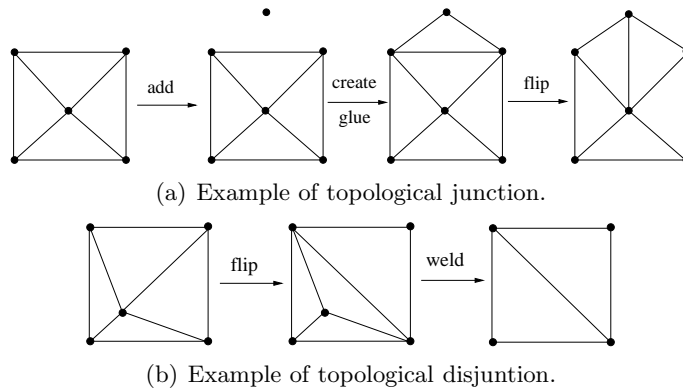 add
create
glue
flip
(a) Example of topological junction.
flip
weld
(b) Example of topological disjuntion.